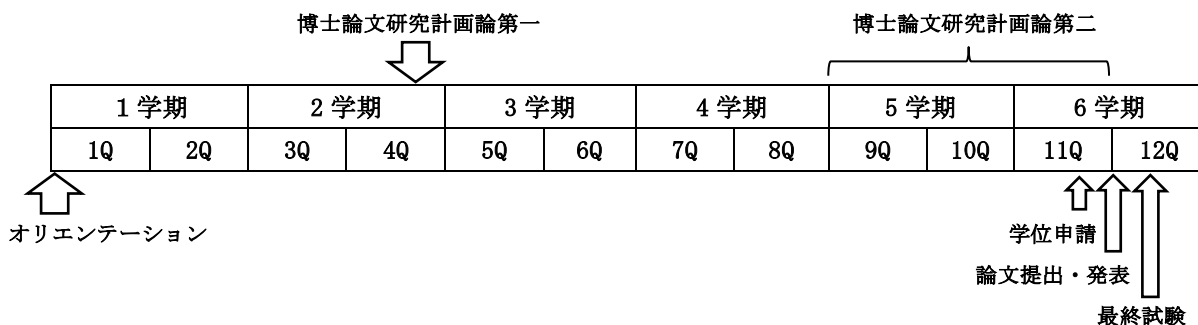 博士論文研究計画論第一 博士論文研究計画論第二
1学期 2学期 3学期 4学期 5学期 6学期
1Q 2Q 3Q 4Q 5Q 6Q 7Q 8Q 9Q 10Q 11Q 12Q
オリエンテーション 学位申請
論文提出・発表
最終試験